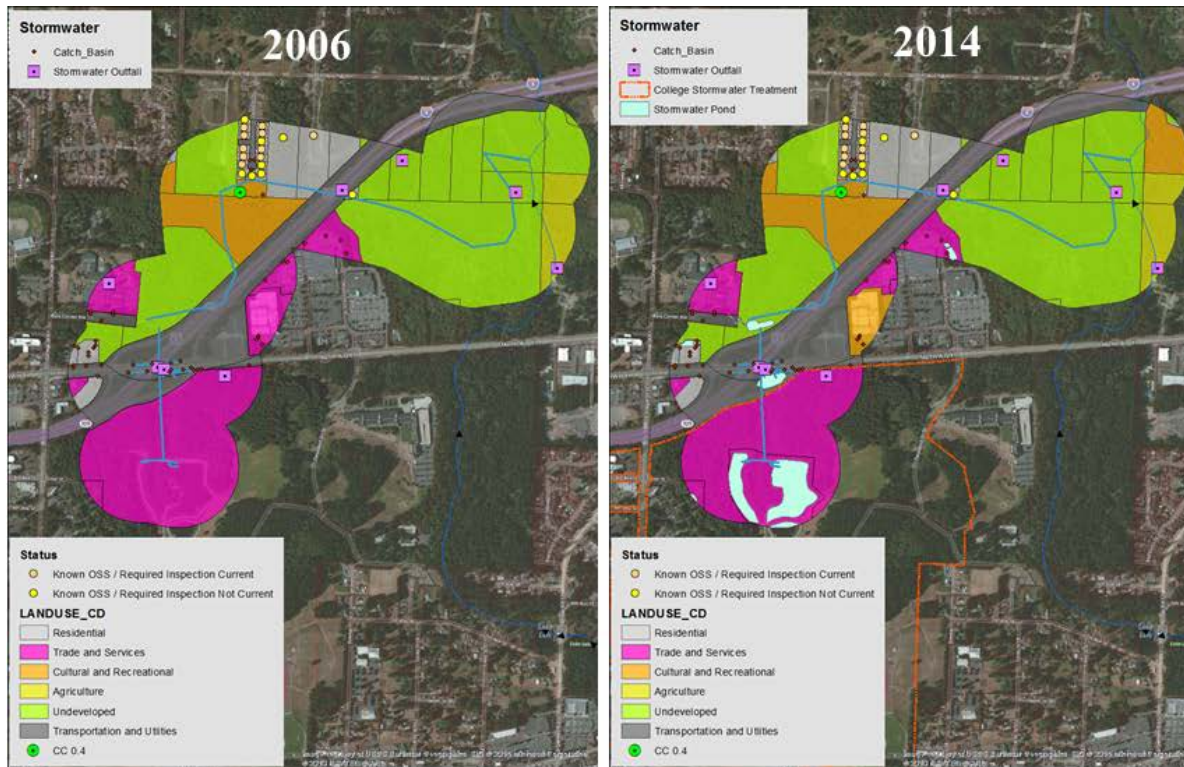 Stormwater
Catch_Basin
Stormwater Outfall
2006
Status
Known OSS / Required Inspection Current
Known OSS / Required Inspection Not Current
LANDUSE_CD
Residential
Trade and Services
Cultural and Recreational
Agriculture
Undeveloped
Transportation and Utilities
CC 0.4
Stormwater
Catch_Basin
Stormwater Outfall
College Stormwater Treatment
Stormwater Pond
2014
Status
Known OSS / Required Inspection Current
Known OSS / Required Inspection Not Current
LANDUSE_CD
Residential
Trade and Services
Cultural and Recreational
Agriculture
Undeveloped
Transportation and Utilities
CC 0.4